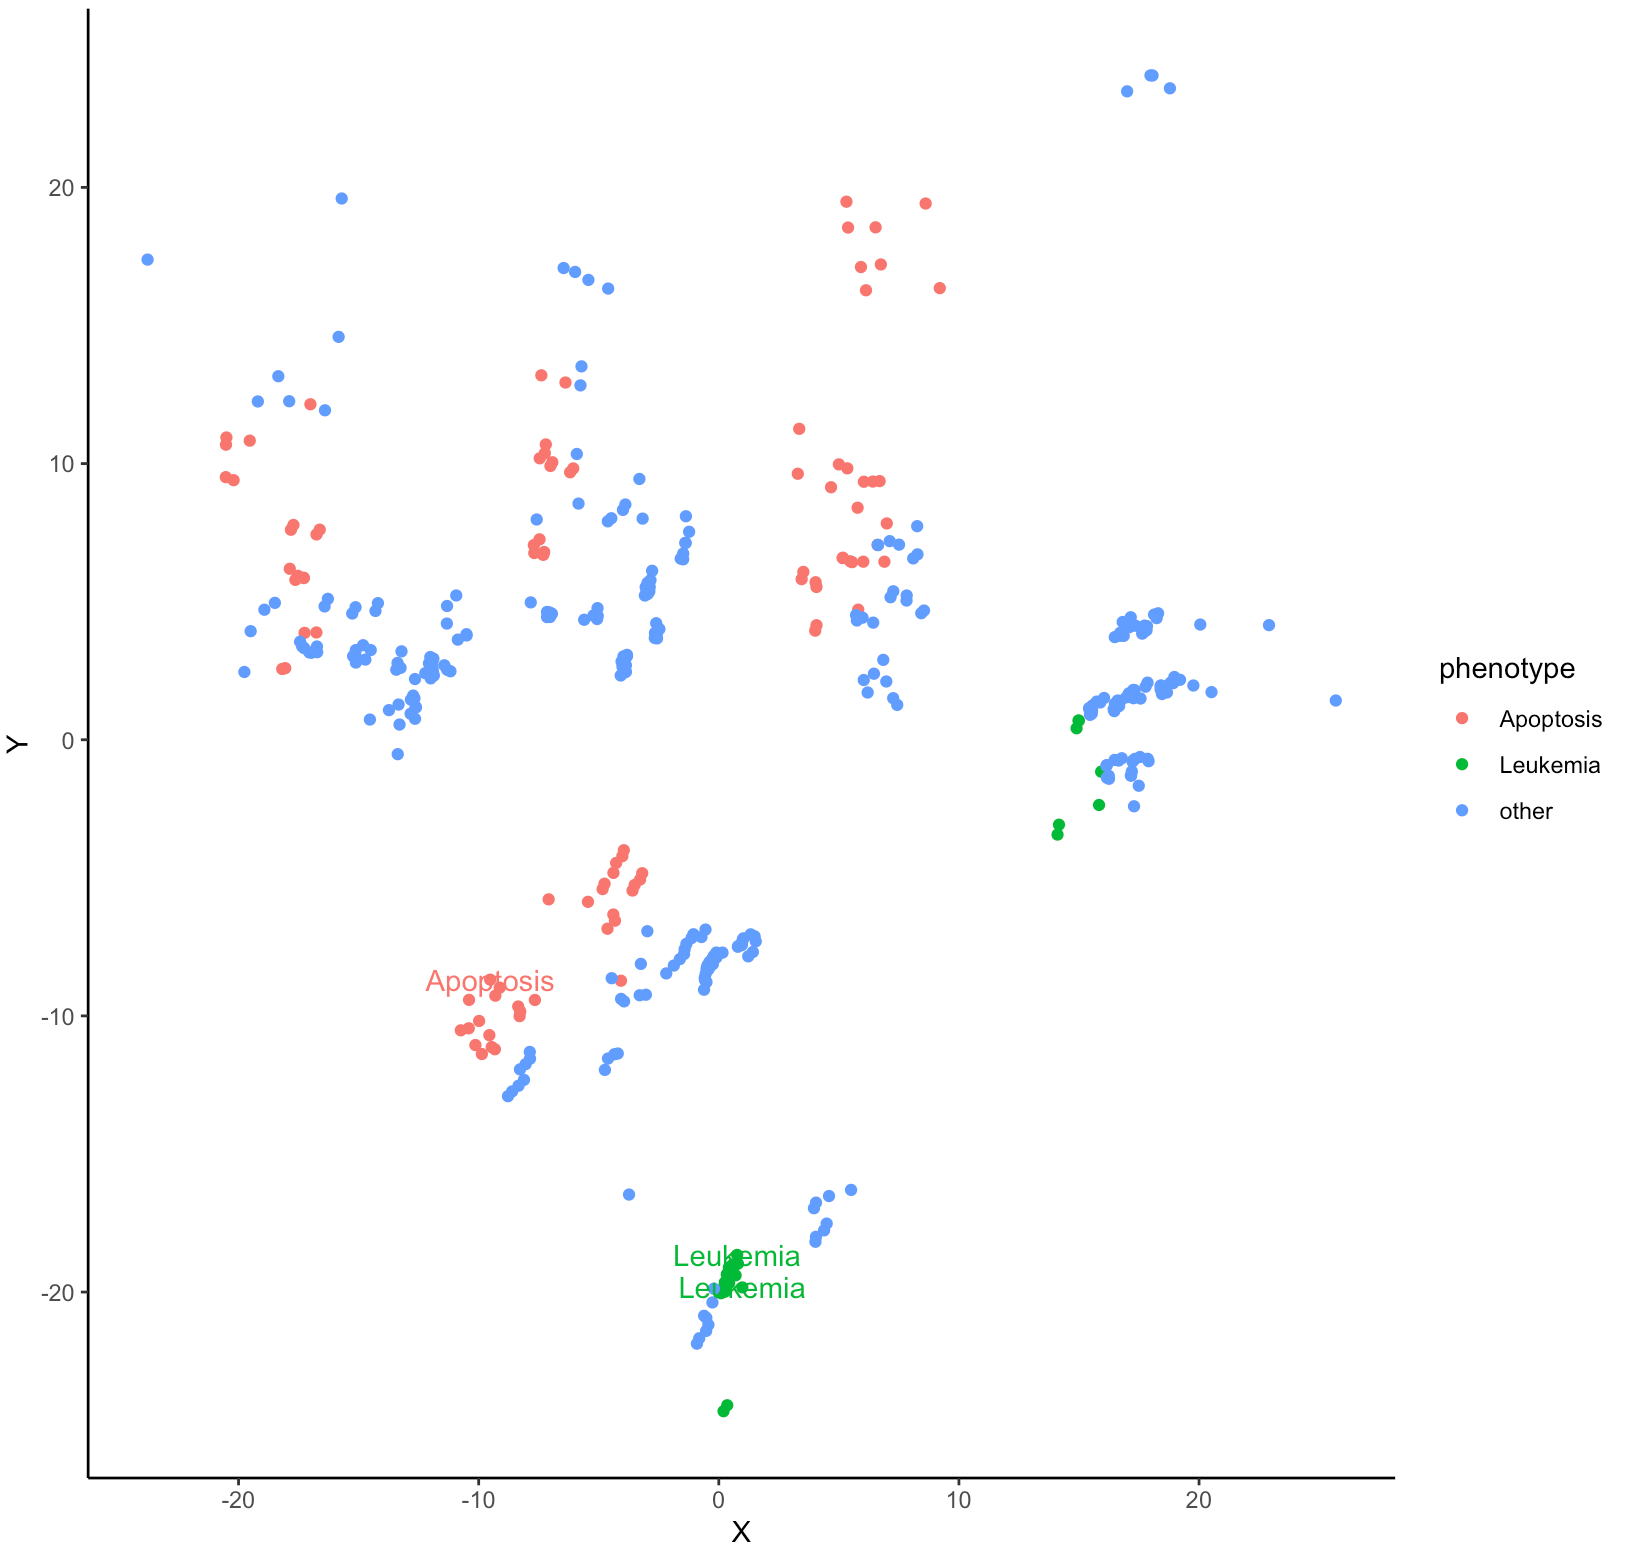 20
10
0
-10
-20
Y
Apoptosis
Leukemia
Leukemia
-20
-10
0
10
20
X
phenotype
Apoptosis
Leukemia
other